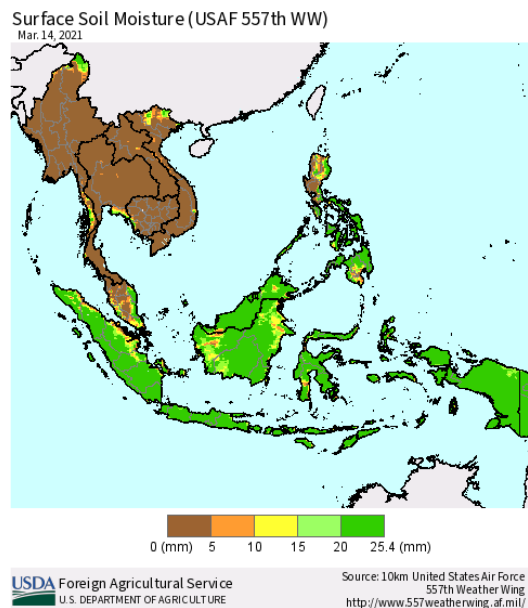 Surface Soil Moisture (USAF 557th WW)
Mar. 14, 2021
0 (mm) 5 10 15 20 25.4 (mm)
USDA Foreign Agricultural Service
U.S. DEPARTMENT OF AGRICULTURE
Source: 10km United States Air Force
557th Weather Wing
http://www.557weatherwing.af.mil/